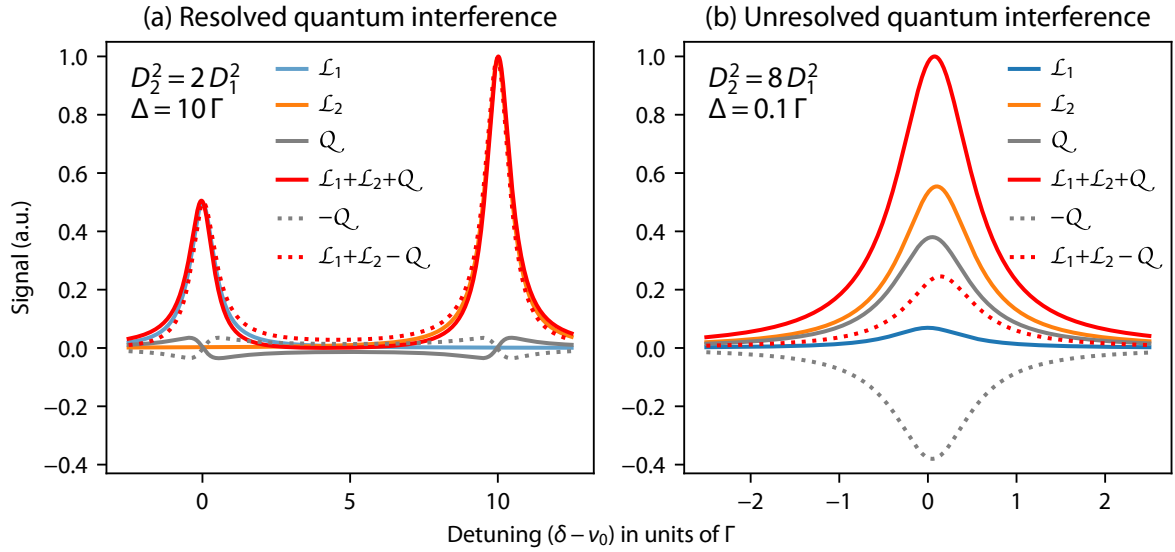 (a) Resolved quantum interference
(b) Unresolved quantum interference
D₂² = 2 D₁²
Δ = 10 Γ
ℒ₁
ℒ₂
𝒬
ℒ₁+ℒ₂+𝒬
−𝒬
ℒ₁+ℒ₂−𝒬
D₂² = 8 D₁²
Δ = 0.1 Γ
ℒ₁
ℒ₂
𝒬
ℒ₁+ℒ₂+𝒬
−𝒬
ℒ₁+ℒ₂−𝒬
Signal (a.u.)
1.0
0.8
0.6
0.4
0.2
0.0
−0.2
−0.4
0 5 10
1.0
0.8
0.6
0.4
0.2
0.0
−0.2
−0.4
−2 −1 0 1 2
Detuning (δ − ν₀) in units of Γ